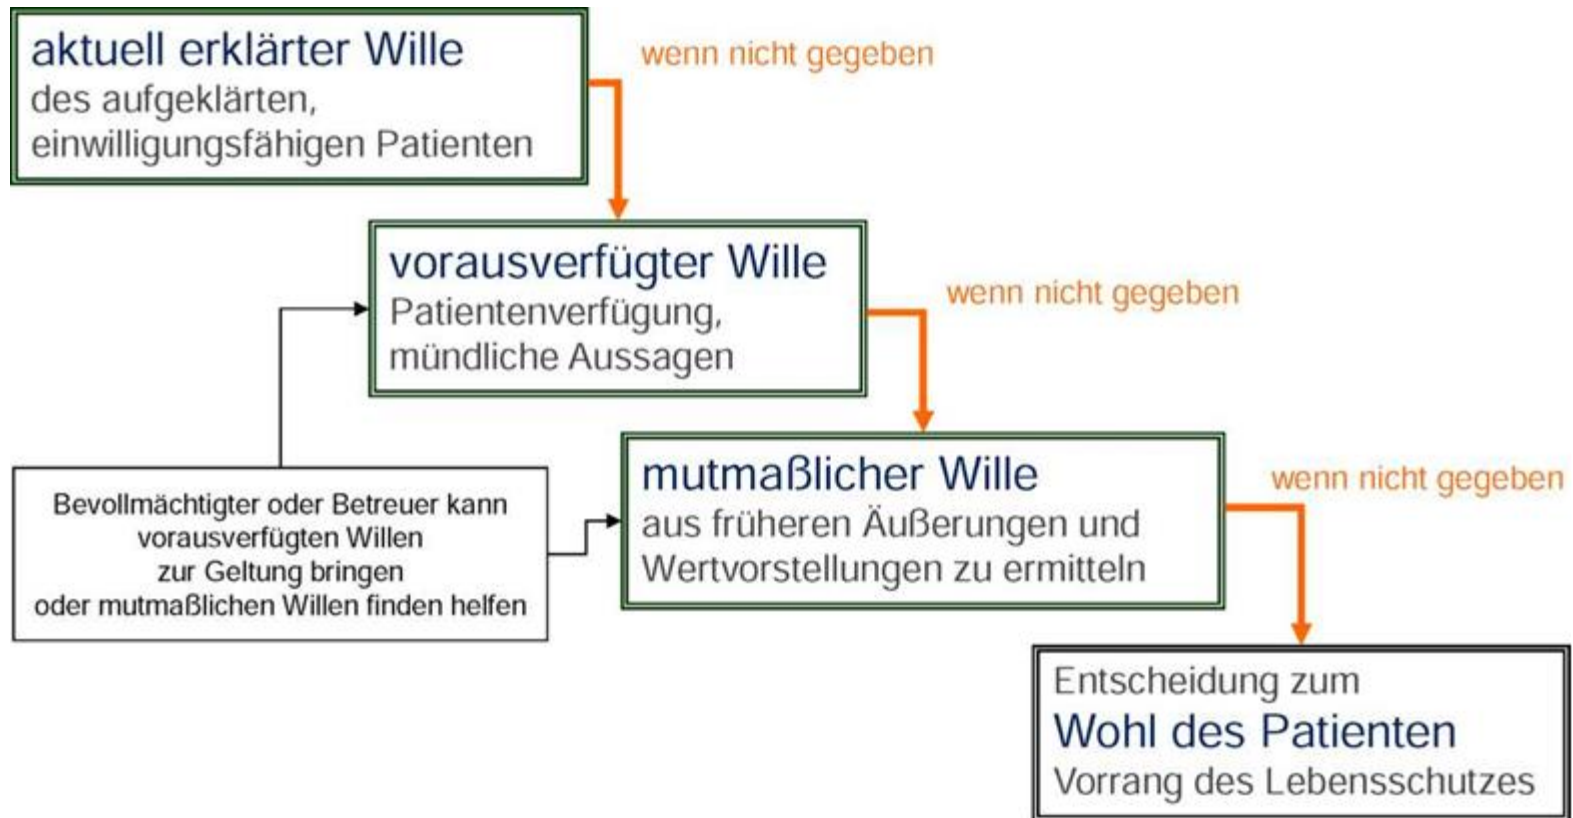 aktuell erklärter Wille
des aufgeklärten,
einwilligungsfähigen Patienten
wenn nicht gegeben
vorausverfügter Wille
Patientenverfügung,
mündliche Aussagen
wenn nicht gegeben
mutmaßlicher Wille
aus früheren Äußerungen und
Wertvorstellungen zu ermitteln
wenn nicht gegeben
Bevollmächtigter oder Betreuer kann
vorausverfügten Willen
zur Geltung bringen
oder mutmaßlichen Willen finden helfen
Entscheidung zum
Wohl des Patienten
Vorrang des Lebensschutzes